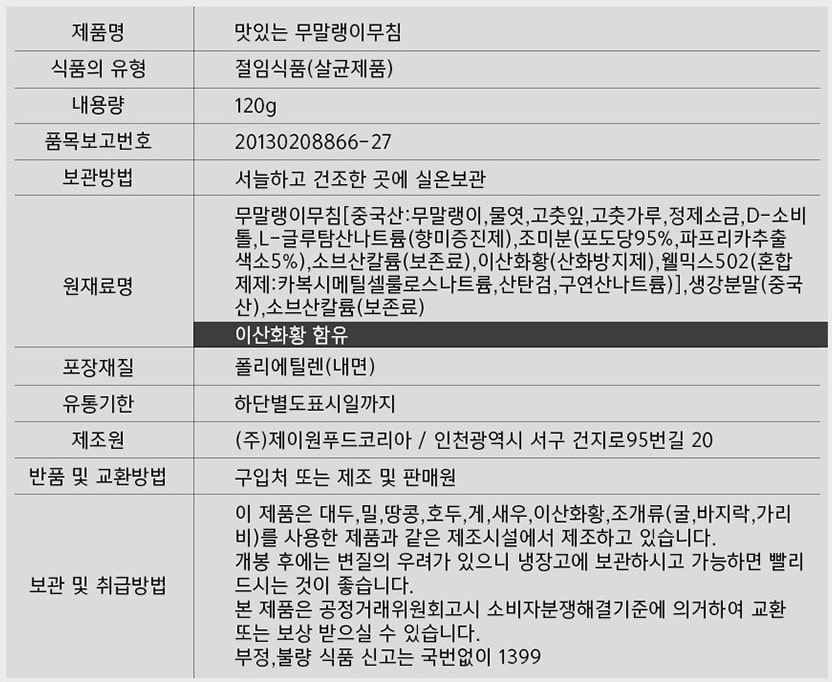 제품명 맛있는 무말랭이무침
식품의 유형 절임식품(살균제품)
내용량 120g
품목보고번호 20130208866-27
보관방법 서늘하고 건조한 곳에 실온보관
원재료명
무말랭이무침[중국산:무말랭이,물엿,고춧잎,고춧가루,정제소금,D-소비
톨,L-글루탐산나트륨(향미증진제),조미분(포도당95%,파프리카추출
색소5%),소브산칼륨(보존료),이산화황(산화방지제),웰믹스502(혼합
제제:카복시메틸셀룰로스나트륨,산탄검,구연산나트륨)],생강분말(중국
산),소브산칼륨(보존료)
이산화황 함유
포장재질 폴리에틸렌(내면)
유통기한 하단별도표시일까지
제조원 (주)제이원푸드코리아 / 인천광역시 서구 건지로95번길 20
반품 및 교환방법 구입처 또는 제조 및 판매원
보관 및 취급방법
이 제품은 대두,밀,땅콩,호두,게,새우,이산화황,조개류(굴,바지락,가리
비)를 사용한 제품과 같은 제조시설에서 제조하고 있습니다.
개봉 후에는 변질의 우려가 있으니 냉장고에 보관하시고 가능하면 빨리
드시는 것이 좋습니다.
본 제품은 공정거래위원회고시 소비자분쟁해결기준에 의거하여 교환
또는 보상 받으실 수 있습니다.
부정,불량 식품 신고는 국번없이 1399